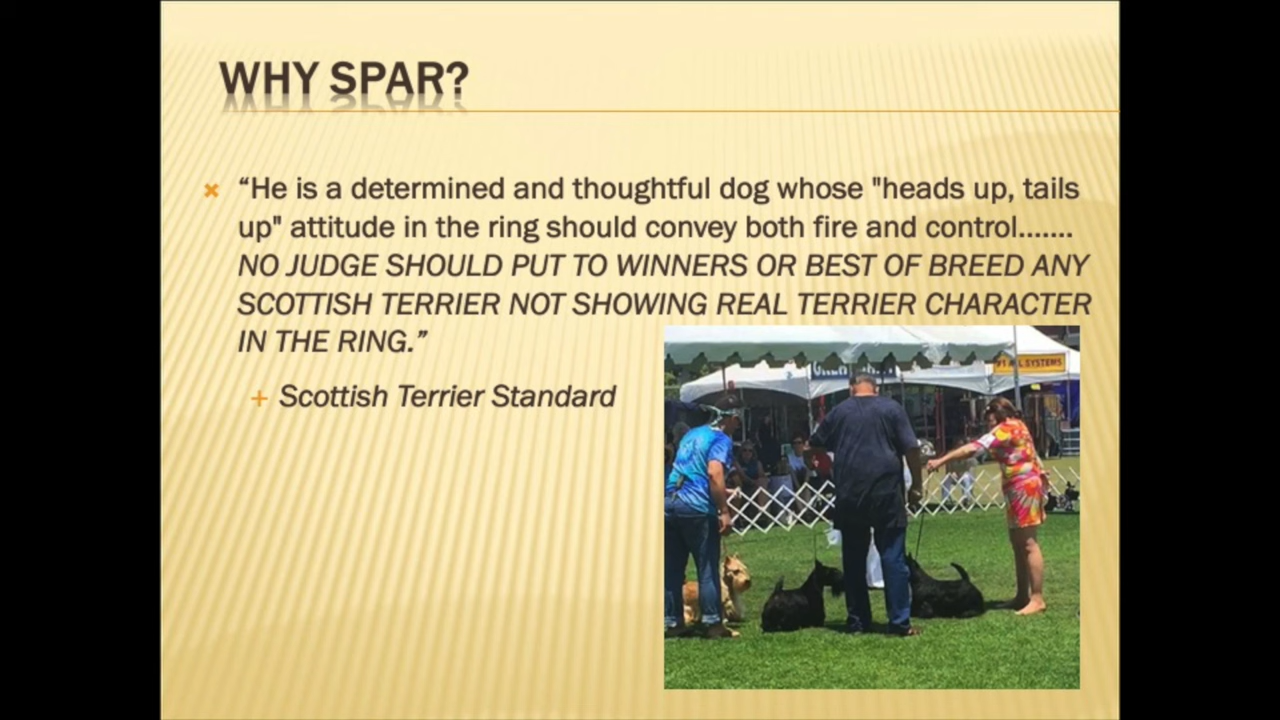 WHY SPAR?
“He is a determined and thoughtful dog whose "heads up, tails
up" attitude in the ring should convey both fire and control…….
NO JUDGE SHOULD PUT TO WINNERS OR BEST OF BREED ANY
SCOTTISH TERRIER NOT SHOWING REAL TERRIER CHARACTER
IN THE RING.”
Scottish Terrier Standard
SYSTEMS